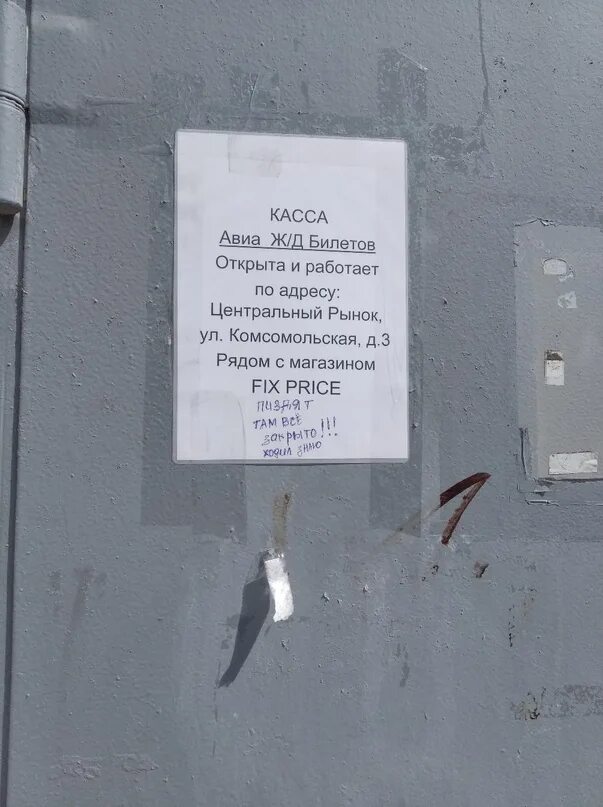 КАССА
Авиа Ж/Д Билетов
Открыта и работает
по адресу:
Центральный Рынок,
ул. Комсомольская, д.3
Рядом с магазином
FIX PRICE
ПИЗДЯТ
ТАМ ВСЁ
ЗАКРЫТО!!!
ХОДИЛ ЗНАЮ